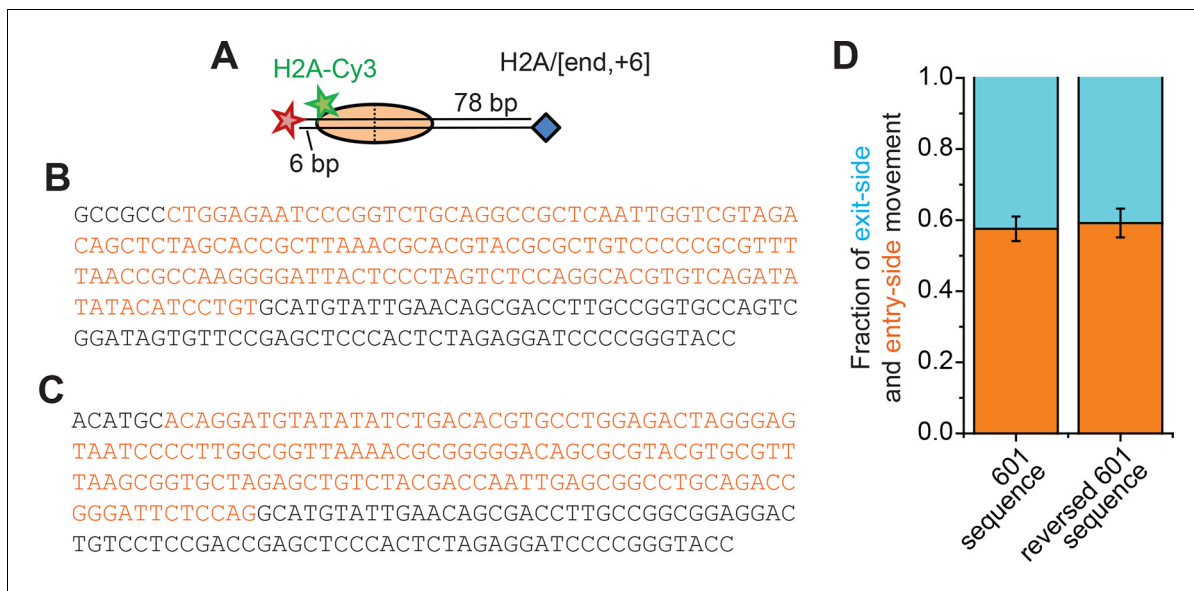 A
H2A-Cy3
H2A/[end,+6]
78 bp
6 bp
B
GCCGCCCTGGAGAATCCCGGTCTGCAGGCCGCTCAATTGGTCGTAGA
CAGCTCTAGCACCGCTTAAACGCACGTACGCGCTGTCCCCCGCGTTT
TAACCGCCAAGGGGATTACTCCCTAGTCTCCAGGCACGTGTCAGATA
TATACATCCTGTGCATGTATTGAACAGCGACCTTGCCGGTGCCAGTC
GGATAGTGTTCCGAGCTCCCACTCTAGAGGATCCCCGGGTACC
C
ACATGCACAGGATGTATATATCTGACACGTGCCTGGAGACTAGGGAG
TAATCCCCTTGGCGGTTAAAACGCGGGGGACAGCGCGTACGTGCGTT
TAAGCGGTGCTAGAGCTGTCTACGACCAATTGAGCGGCCTGCAGACC
GGGATTCTCCAGGCATGTATTGAACAGCGACCTTGCCGGCGGAGGAC
TGTCCTCCGACCGAGCTCCCACTCTAGAGGATCCCCGGGTACC
D
Fraction of exit-side
and entry-side movement
1.0
0.8
0.6
0.4
0.2
0.0
601
sequence
reversed 601
sequence